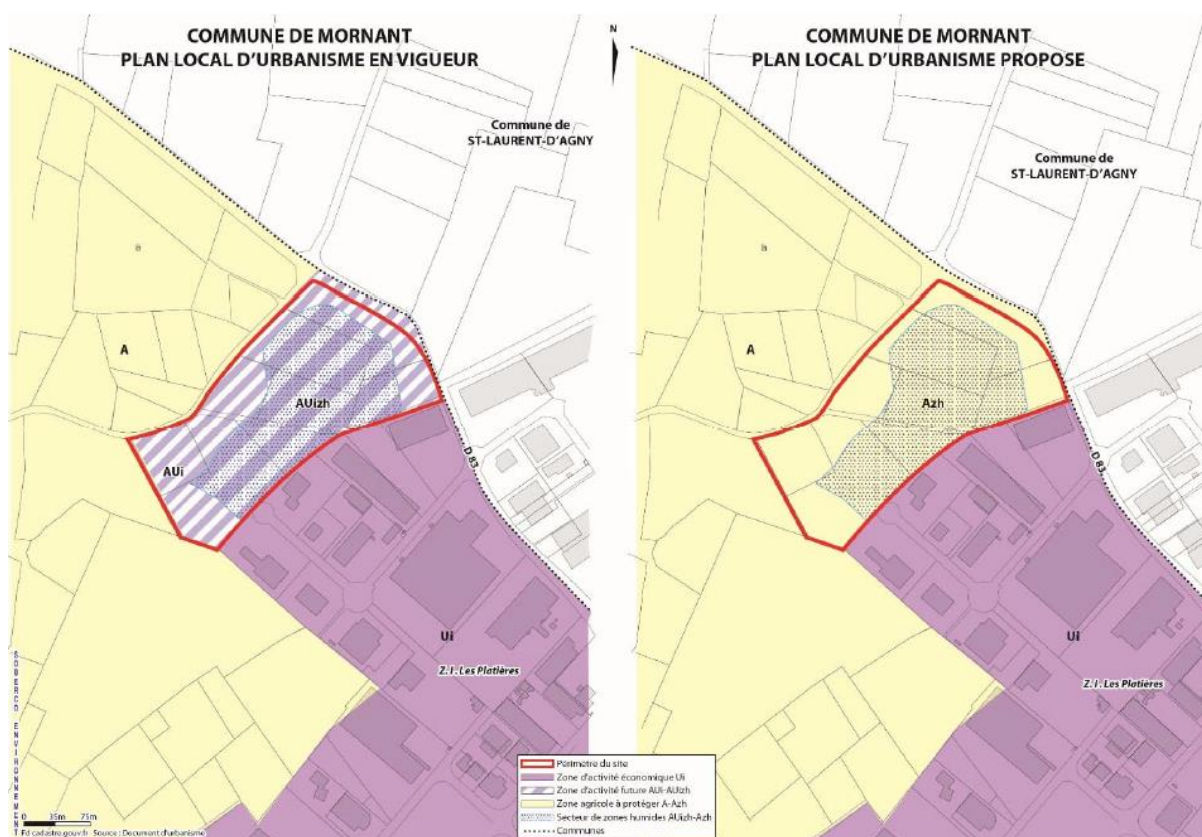 COMMUNE DE MORNANT
PLAN LOCAL D'URBANISME EN VIGUEUR
N
COMMUNE DE MORNANT
PLAN LOCAL D'URBANISME PROPOSE
Commune de
ST-LAURENT-D'AGNY
Commune de
ST-LAURENT-D'AGNY
A
AUizh
AUi
D 83
Ui
Z.I. Les Platières
A
Azh
D 83
Ui
Z.I. Les Platières
SOBERCO ENVIRONNEMENT
0 35m 75m
Fd cadastre.gouv.fr Source : Document d'urbanisme
Périmètre du site
Zone d'activité économique Ui
Zone d'activité future AUi-AUizh
Zone agricole à protéger A-Azh
Secteur de zones humides AUizh-Azh
Communes